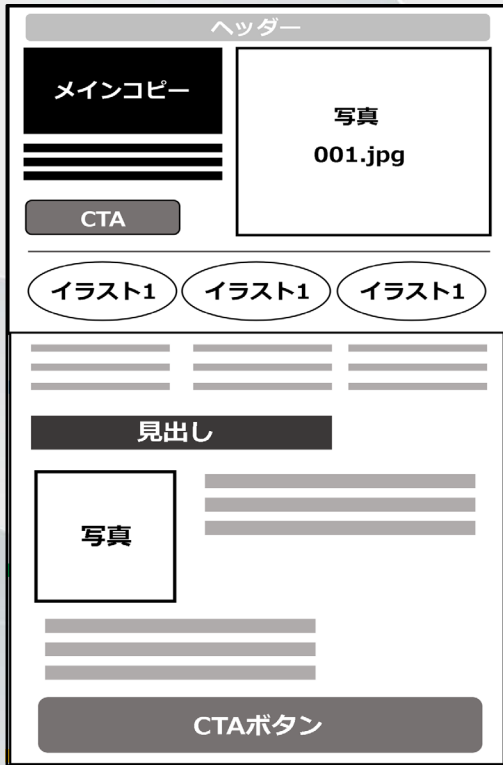 ヘッダー
メインコピー
写真
001.jpg
CTA
イラスト1
イラスト1
イラスト1
見出し
写真
CTAボタン